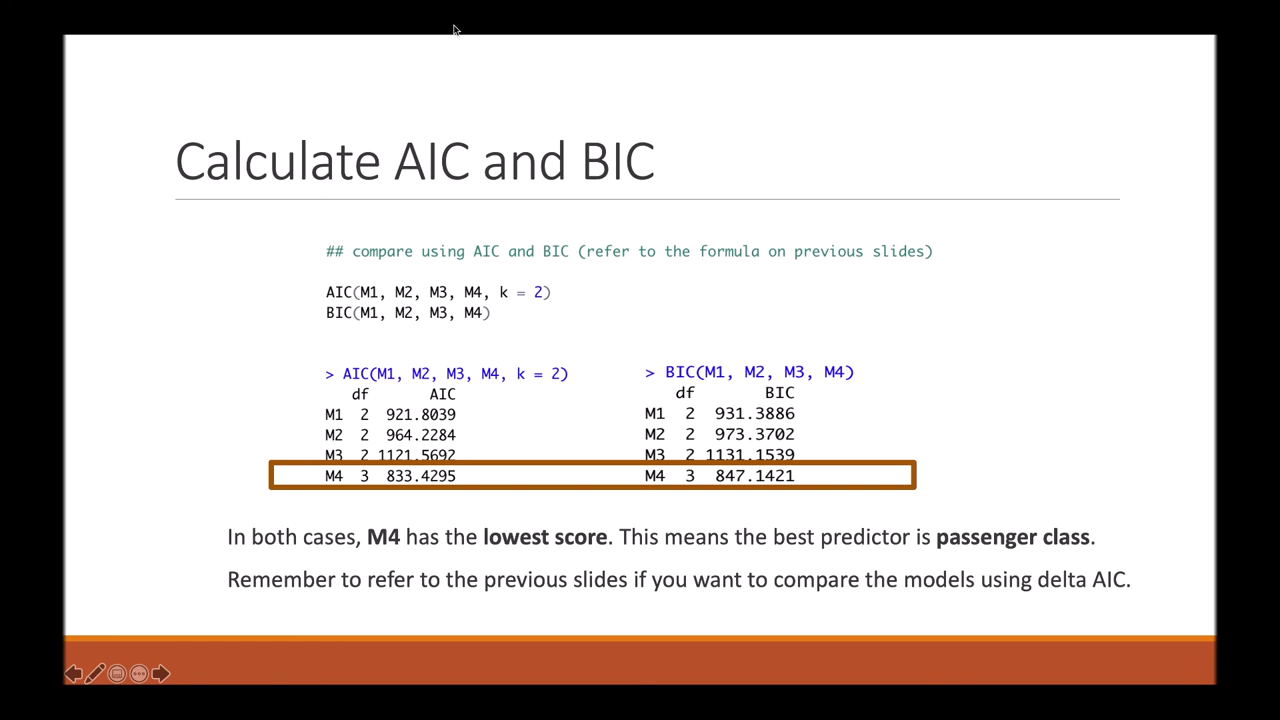 Calculate AIC and BIC
## compare using AIC and BIC (refer to the formula on previous slides)
AIC(M1, M2, M3, M4, k = 2)
BIC(M1, M2, M3, M4)
> AIC(M1, M2, M3, M4, k = 2)
df AIC
M1 2 921.8039
M2 2 964.2284
M3 2 1121.5692
M4 3 833.4295
> BIC(M1, M2, M3, M4)
df BIC
M1 2 931.3886
M2 2 973.3702
M3 2 1131.1539
M4 3 847.1421
In both cases, M4 has the lowest score. This means the best predictor is passenger class.
Remember to refer to the previous slides if you want to compare the models using delta AIC.